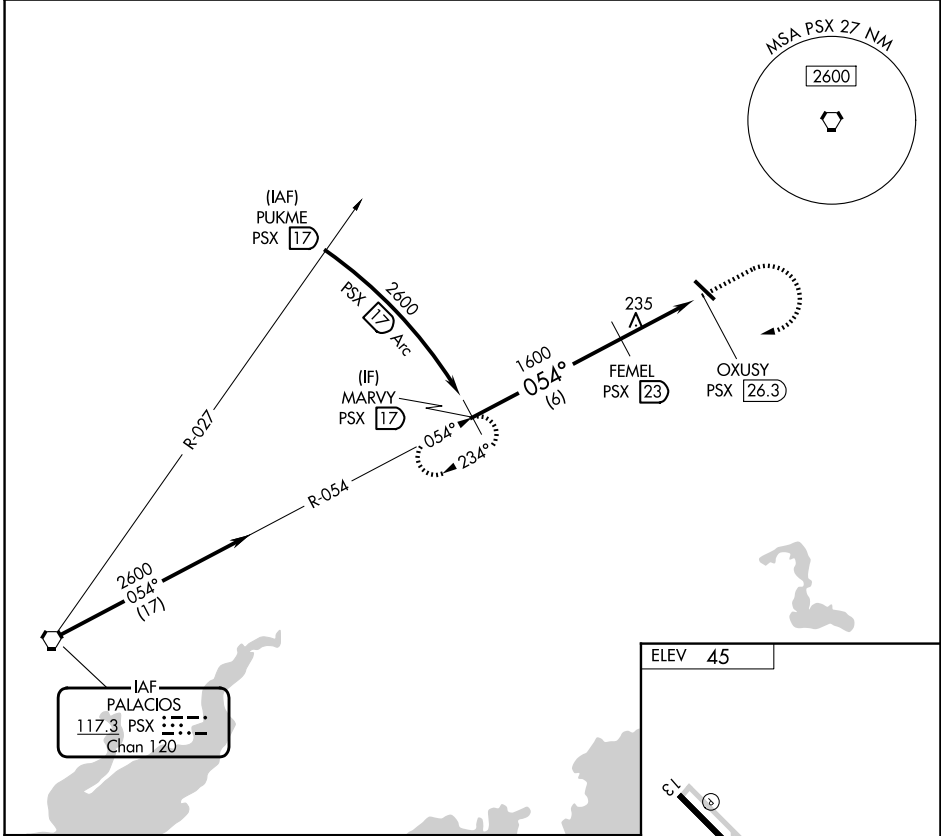 MSA PSX 27 NM
2600
(IAF)
PUKME
PSX 17
2600
PSX 17 Arc
(IF)
MARVY
PSX 17
1600
054°
(6)
235
FEMEL
PSX 23
OXUSY
PSX 26.3
R-027
054°
234°
R-054
2600
054°
(17)
IAF
PALACIOS
117.3 PSX
Chan 120
ELEV 45
13
P